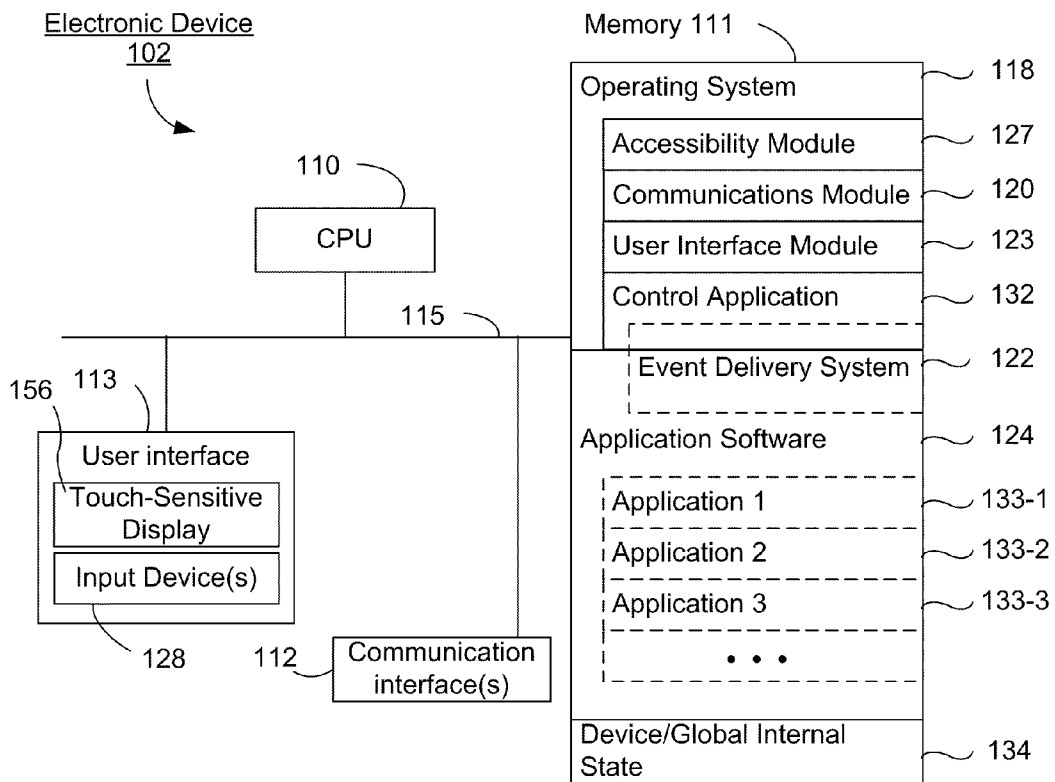 Electronic Device
102
Memory 111
Operating System
118
Accessibility Module
127
Communications Module
120
User Interface Module
123
Control Application
132
Event Delivery System
122
Application Software
124
Application 1
133-1
Application 2
133-2
Application 3
133-3
• • •
Device/Global Internal
State
134
110
CPU
115
113
156
User interface
Touch-Sensitive
Display
Input Device(s)
128
112
Communication
interface(s)